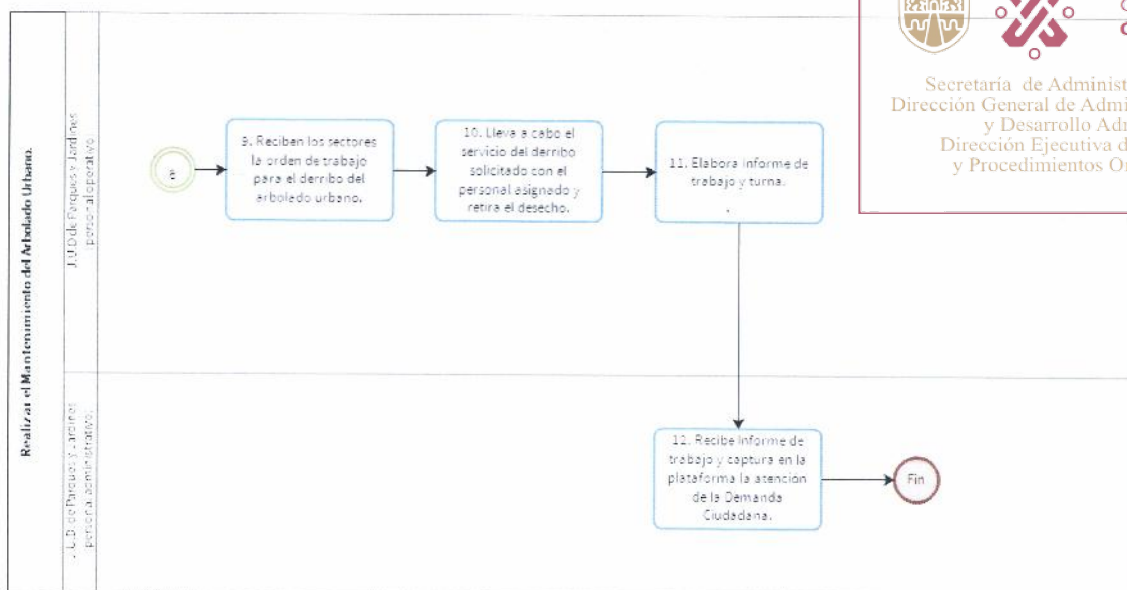 Secretaría de Administ
Dirección General de Admi
y Desarrollo Adr
Dirección Ejecutiva d
y Procedimientos O
Realizar el Mantenimiento del Arbolado Urbano.
J.U.D de Parques y Jardines
(personal operativo)
a
9. Reciben los sectores
la orden de trabajo
para el derribo del
arbolado urbano.
10. Lleva a cabo el
servicio del derribo
solicitado con el
personal asignado y
retira el desecho.
11. Elabora informe de
trabajo y turna.
.
J.U.D. de Parques y Jardines
personal administrativo)
12. Recibe Informe de
trabajo y captura en la
plataforma la atención
de la Demanda
Ciudadana.
Fin